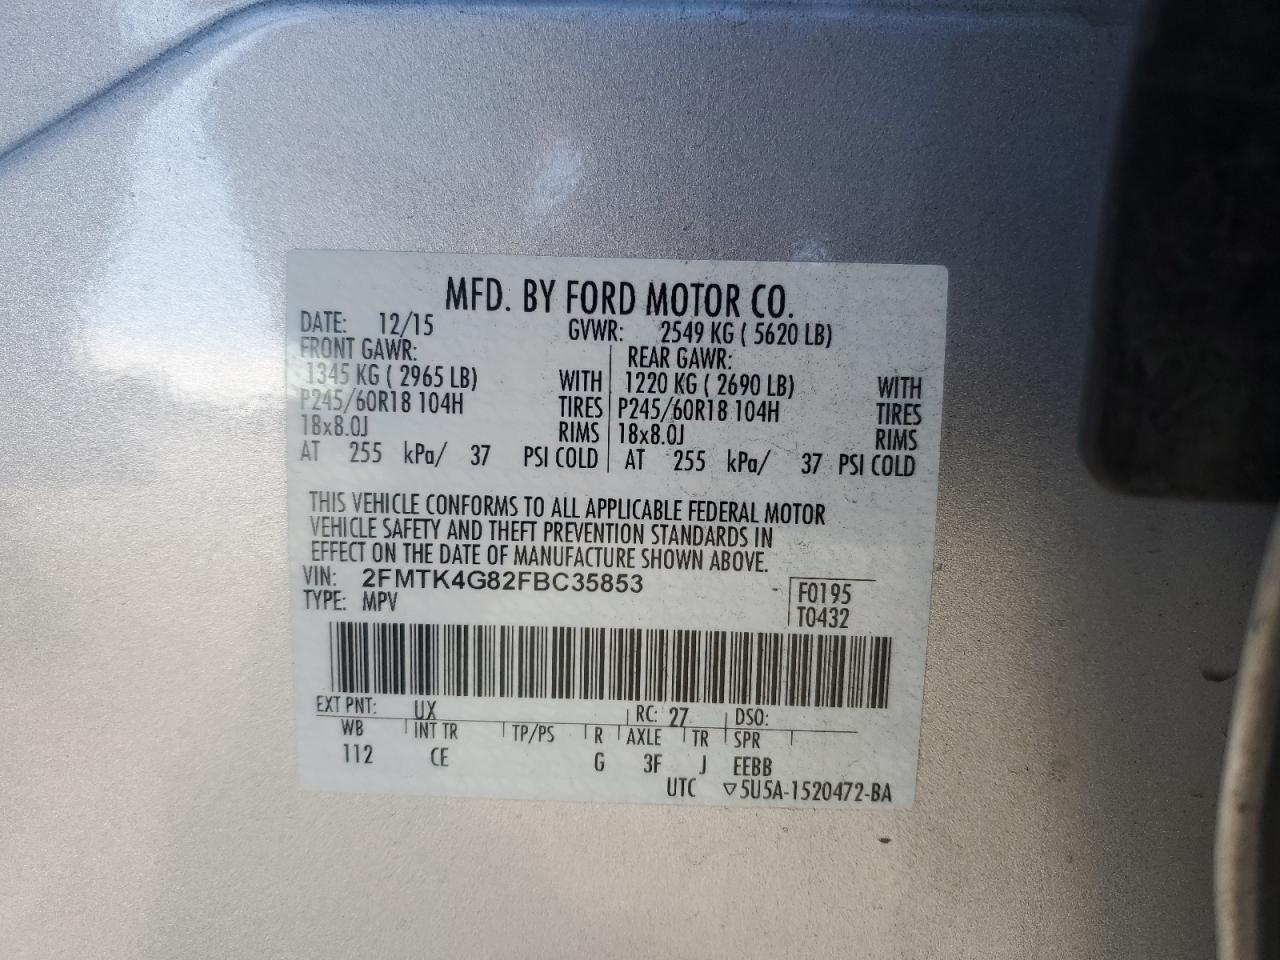 MFD. BY FORD MOTOR CO.
DATE: 12/15 GVWR: 2549 KG ( 5620 LB)
FRONT GAWR: REAR GAWR:
1345 KG ( 2965 LB) WITH 1220 KG ( 2690 LB) WITH
P245/60R18 104H TIRES P245/60R18 104H TIRES
18x8.0J RIMS 18x8.0J RIMS
AT 255 kPa/ 37 PSI COLD AT 255 kPa/ 37 PSI COLD
THIS VEHICLE CONFORMS TO ALL APPLICABLE FEDERAL MOTOR
VEHICLE SAFETY AND THEFT PREVENTION STANDARDS IN
EFFECT ON THE DATE OF MANUFACTURE SHOWN ABOVE.
VIN: 2FMTK4G82FBC35853 F0195
TYPE: MPV T0432
EXT PNT: UX RC: 27 DSO:
WB INT TR TP/PS R AXLE TR SPR
112 CE G 3F J EEBB
UTC ▽5U5A-1520472-BA